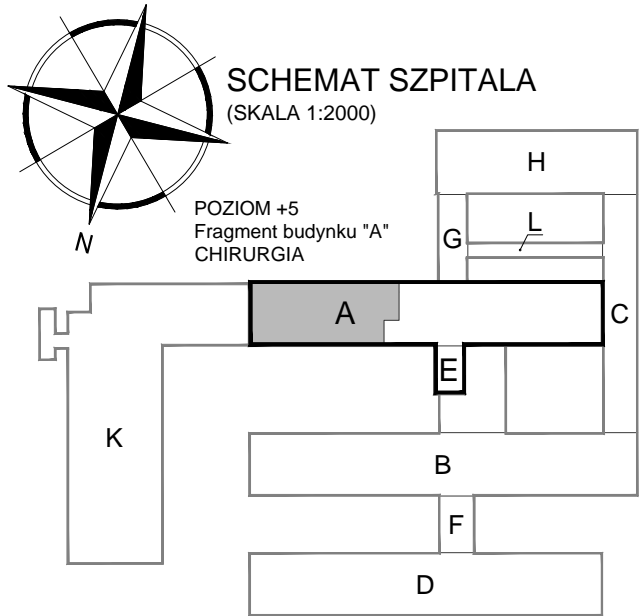 SCHEMAT SZPITALA
(SKALA 1:2000)
POZIOM +5
Fragment budynku "A"
CHIRURGIA
N
H
G
L
A
C
E
K
B
F
D